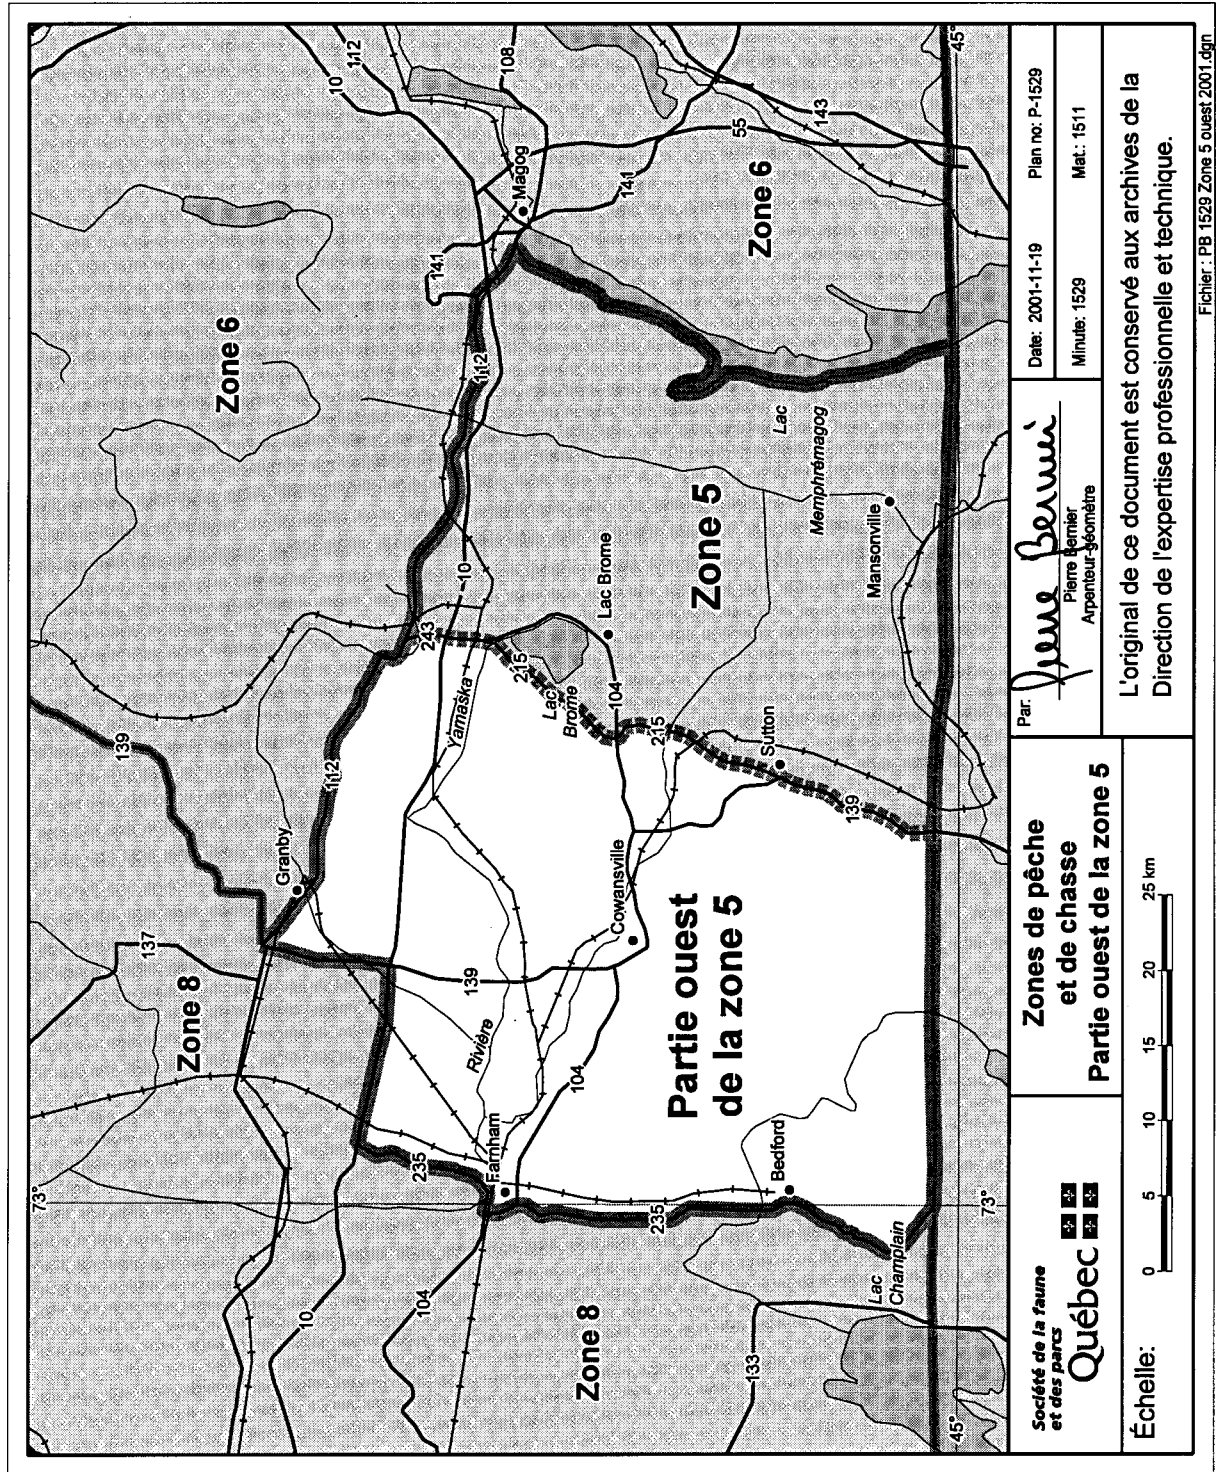 139
137
Zone 8
Zone 6
10
112
108
73°
Granby
112
139
141
Magog
10
104
235
Farnham
Rivière
Yamaska
243
10
112
215
Lac
Brome
Lac Brome
104
104
139
Cowansville
215
Zone 5
Partie ouest
de la zone 5
Zone 8
235
Bedford
Sutton
139
Lac
Memphrémagog
Mansonville
Zone 6
141
55
143
133
Lac
Champlain
45°
73°
45°
Société de la faune
et des parcs
Québec
Échelle:
0 5 10 15 20 25 km
Zones de pêche
et de chasse
Partie ouest de la zone 5
Par:
Pierre Bernier
Pierre Bernier
Arpenteur-géomètre
Date: 2001-11-19
Plan no: P-1529
Minute: 1529
Mat.: 1511
L'original de ce document est conservé aux archives de la
Direction de l'expertise professionnelle et technique.
Fichier : PB 1529 Zone 5 ouest 2001.dgn